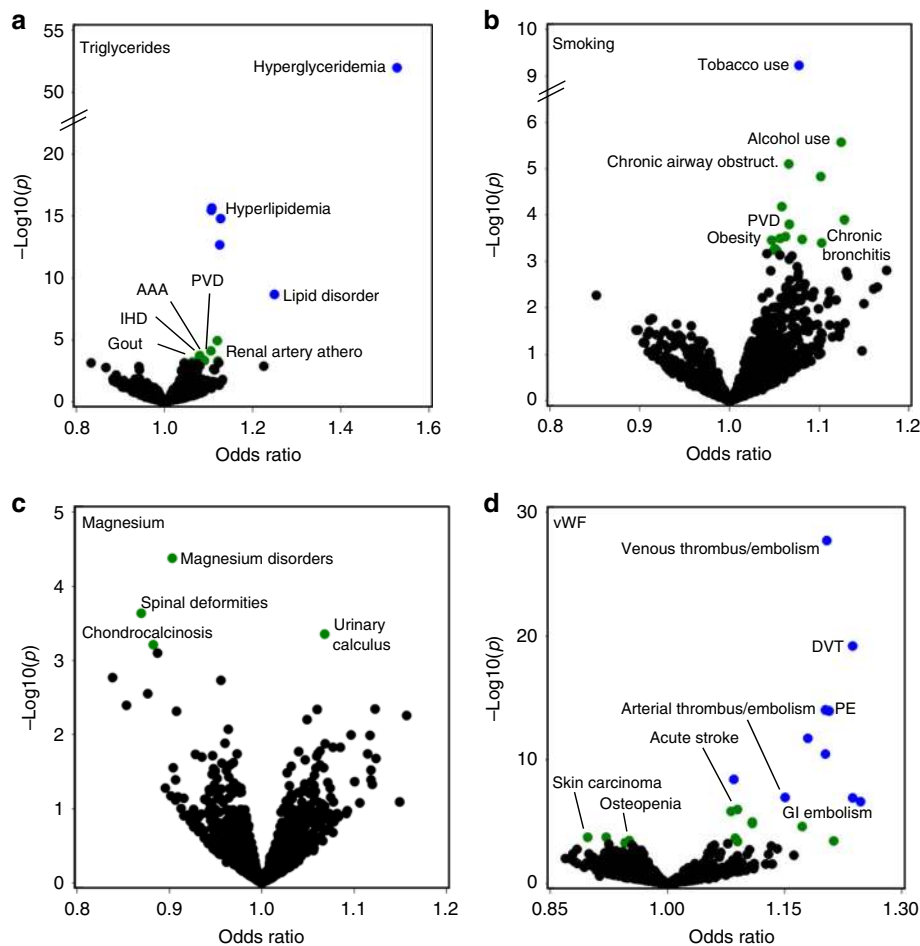 a
Triglycerides
Hyperglyceridemia
Hyperlipidemia
Lipid disorder
AAA
PVD
IHD
Gout
Renal artery athero
55
50
20
15
10
5
0
–Log10(p)
0.8
1.0
1.2
1.4
1.6
Odds ratio
b
Smoking
Tobacco use
Alcohol use
Chronic airway obstruct.
PVD
Obesity
Chronic
bronchitis
10
9
6
5
4
3
2
1
0
–Log10(p)
0.8
0.9
1.0
1.1
1.2
Odds ratio
c
Magnesium
Magnesium disorders
Spinal deformities
Chondrocalcinosis
Urinary
calculus
5
4
3
2
1
0
–Log10(p)
0.8
0.9
1.0
1.1
1.2
Odds ratio
d
vWF
Venous thrombus/embolism
DVT
Arterial thrombus/embolism
PE
Acute stroke
Skin carcinoma
Osteopenia
GI embolism
30
20
10
0
–Log10(p)
0.85
1.00
1.15
1.30
Odds ratio